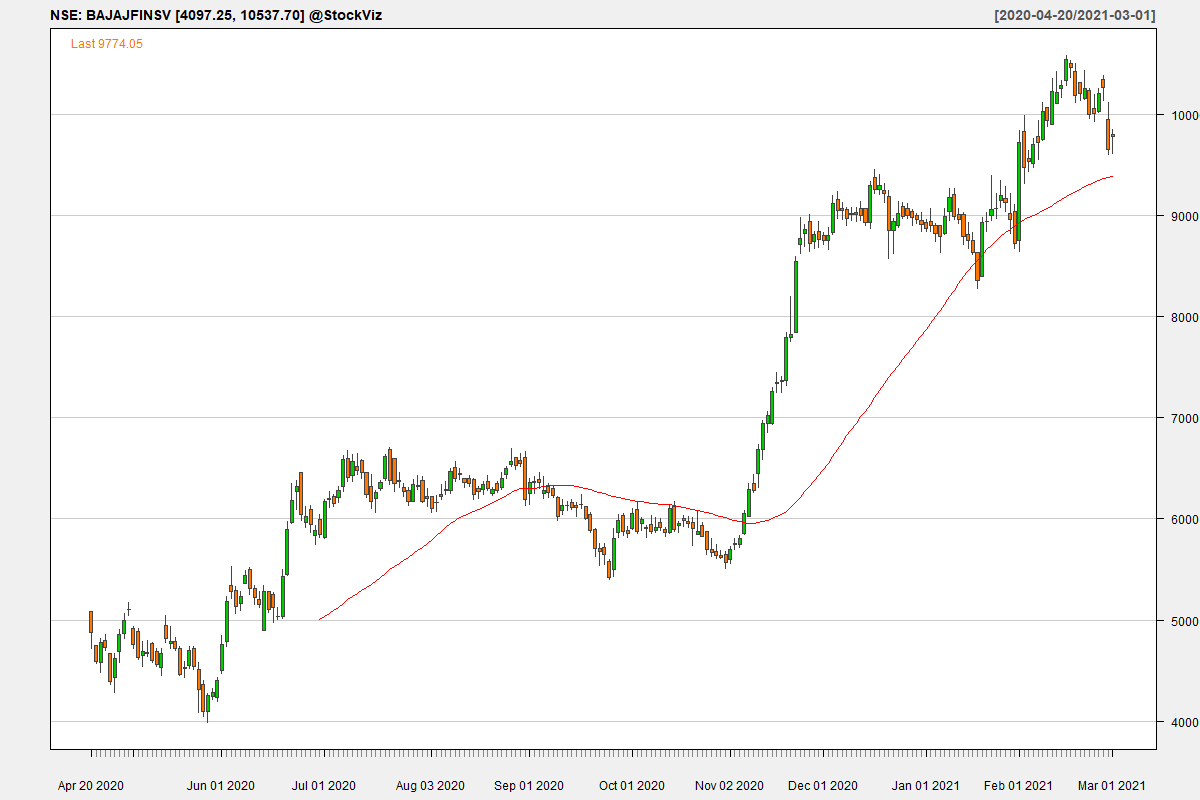 NSE: BAJAJFINSV [4097.25, 10537.70] @StockViz
[2020-04-20/2021-03-01]
Last 9774.05
1000
9000
8000
7000
6000
5000
4000
Apr 20 2020 Jun 01 2020 Jul 01 2020 Aug 03 2020 Sep 01 2020 Oct 01 2020 Nov 02 2020 Dec 01 2020 Jan 01 2021 Feb 01 2021 Mar 01 2021